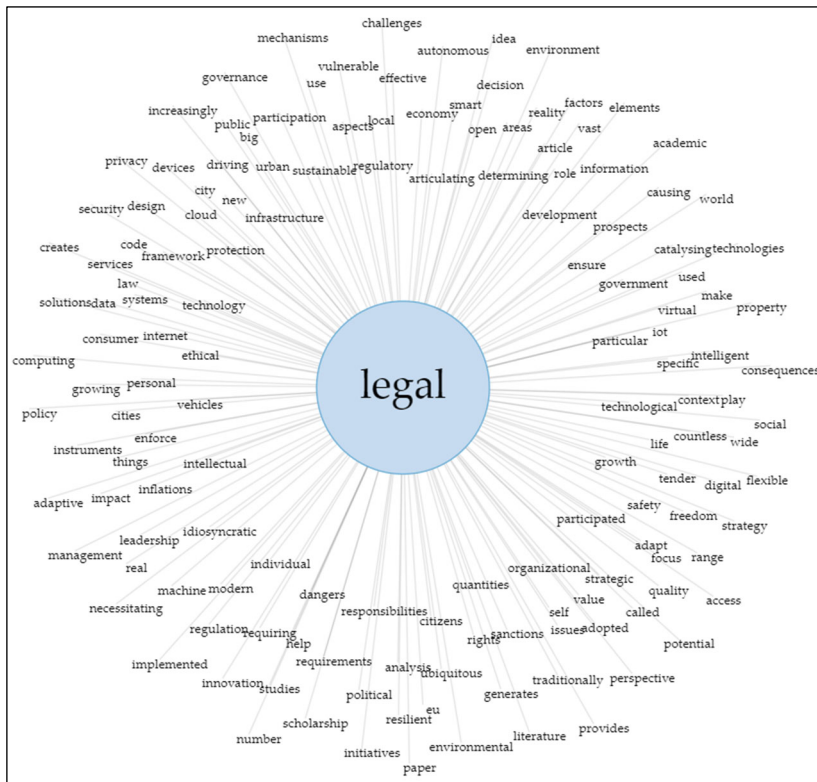 challenges
mechanisms
autonomous
idea
environment
vulnerable
governance
use
effective
decision
increasingly
public
participation
big
aspects
local
economy
smart
open
areas
reality
factors
elements
vast
article
academic
privacy
devices
driving
urban
sustainable
regulatory
articulating
determining
role
information
city
new
causing
world
security
design
cloud
infrastructure
development
prospects
creates
code
framework
protection
services
ensure
catalysing
technologies
law
government
used
solutions
data
systems
technology
make
virtual
property
consumer
internet
particular
iot
computing
ethical
specific
intelligent
consequences
legal
growing
personal
policy
cities
vehicles
technological
context
play
social
instruments
enforce
life
countless
wide
things
intellectual
growth
adaptive
impact
inflations
tender
digital
flexible
safety
participated
freedom
strategy
leadership
idiosyncratic
management
real
adapt
focus
range
individual
organizational
machine
modern
quantities
strategic
quality
access
necessitating
dangers
value
responsibilities
self
called
citizens
regulation
requiring
issues
adopted
help
rights
sanctions
potential
implemented
requirements
analysis
ubiquitous
innovation
studies
traditionally
perspective
political
generates
eu
scholarship
resilient
provides
number
literature
initiatives
environmental
paper